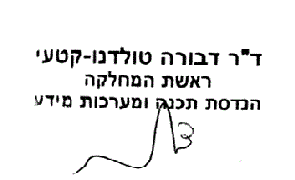 ד"ר דבורה טולדנו-קטעי
ראשת המחלקה
הנדסת תכנה ומערכות מידע